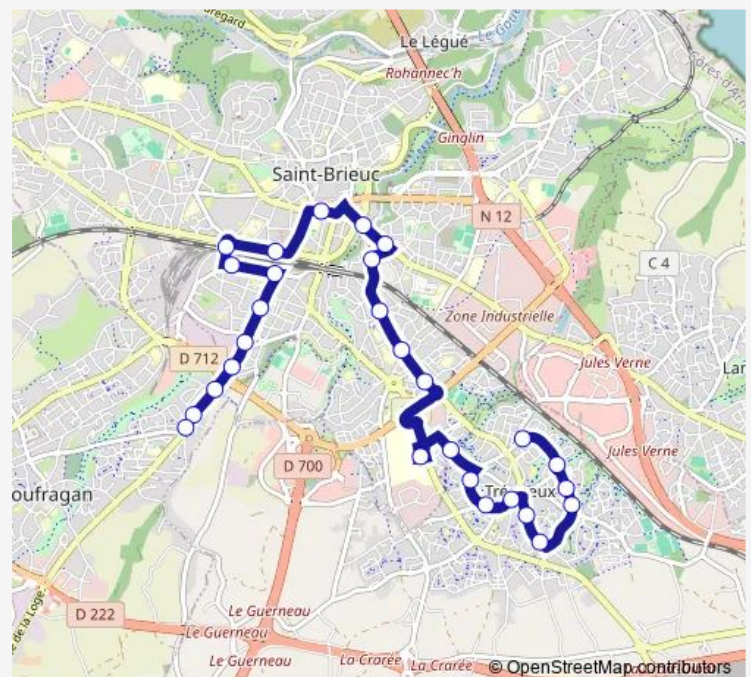 Le Légué
Rohannec'h
Ginglin
Saint-Brieuc
N 12
C 4
Zone Industrielle
D 712
Jules Verne
Jules Verne
D 700
oufragan
D 222
Le Guerneau
Le Guerneau
Le Guerneau
La Crarée
La Crarée
© OpenStreetMap contributors